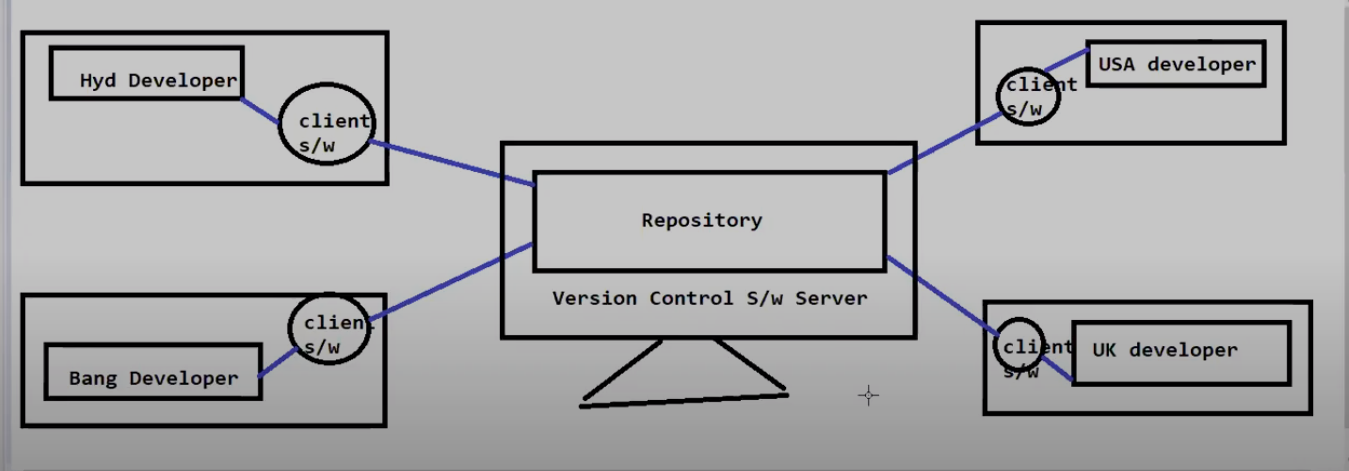 Hyd Developer
client
s/w
USA developer
client
s/w
Repository
Version Control S/w Server
client
s/w
Bang Developer
client
s/w
UK developer